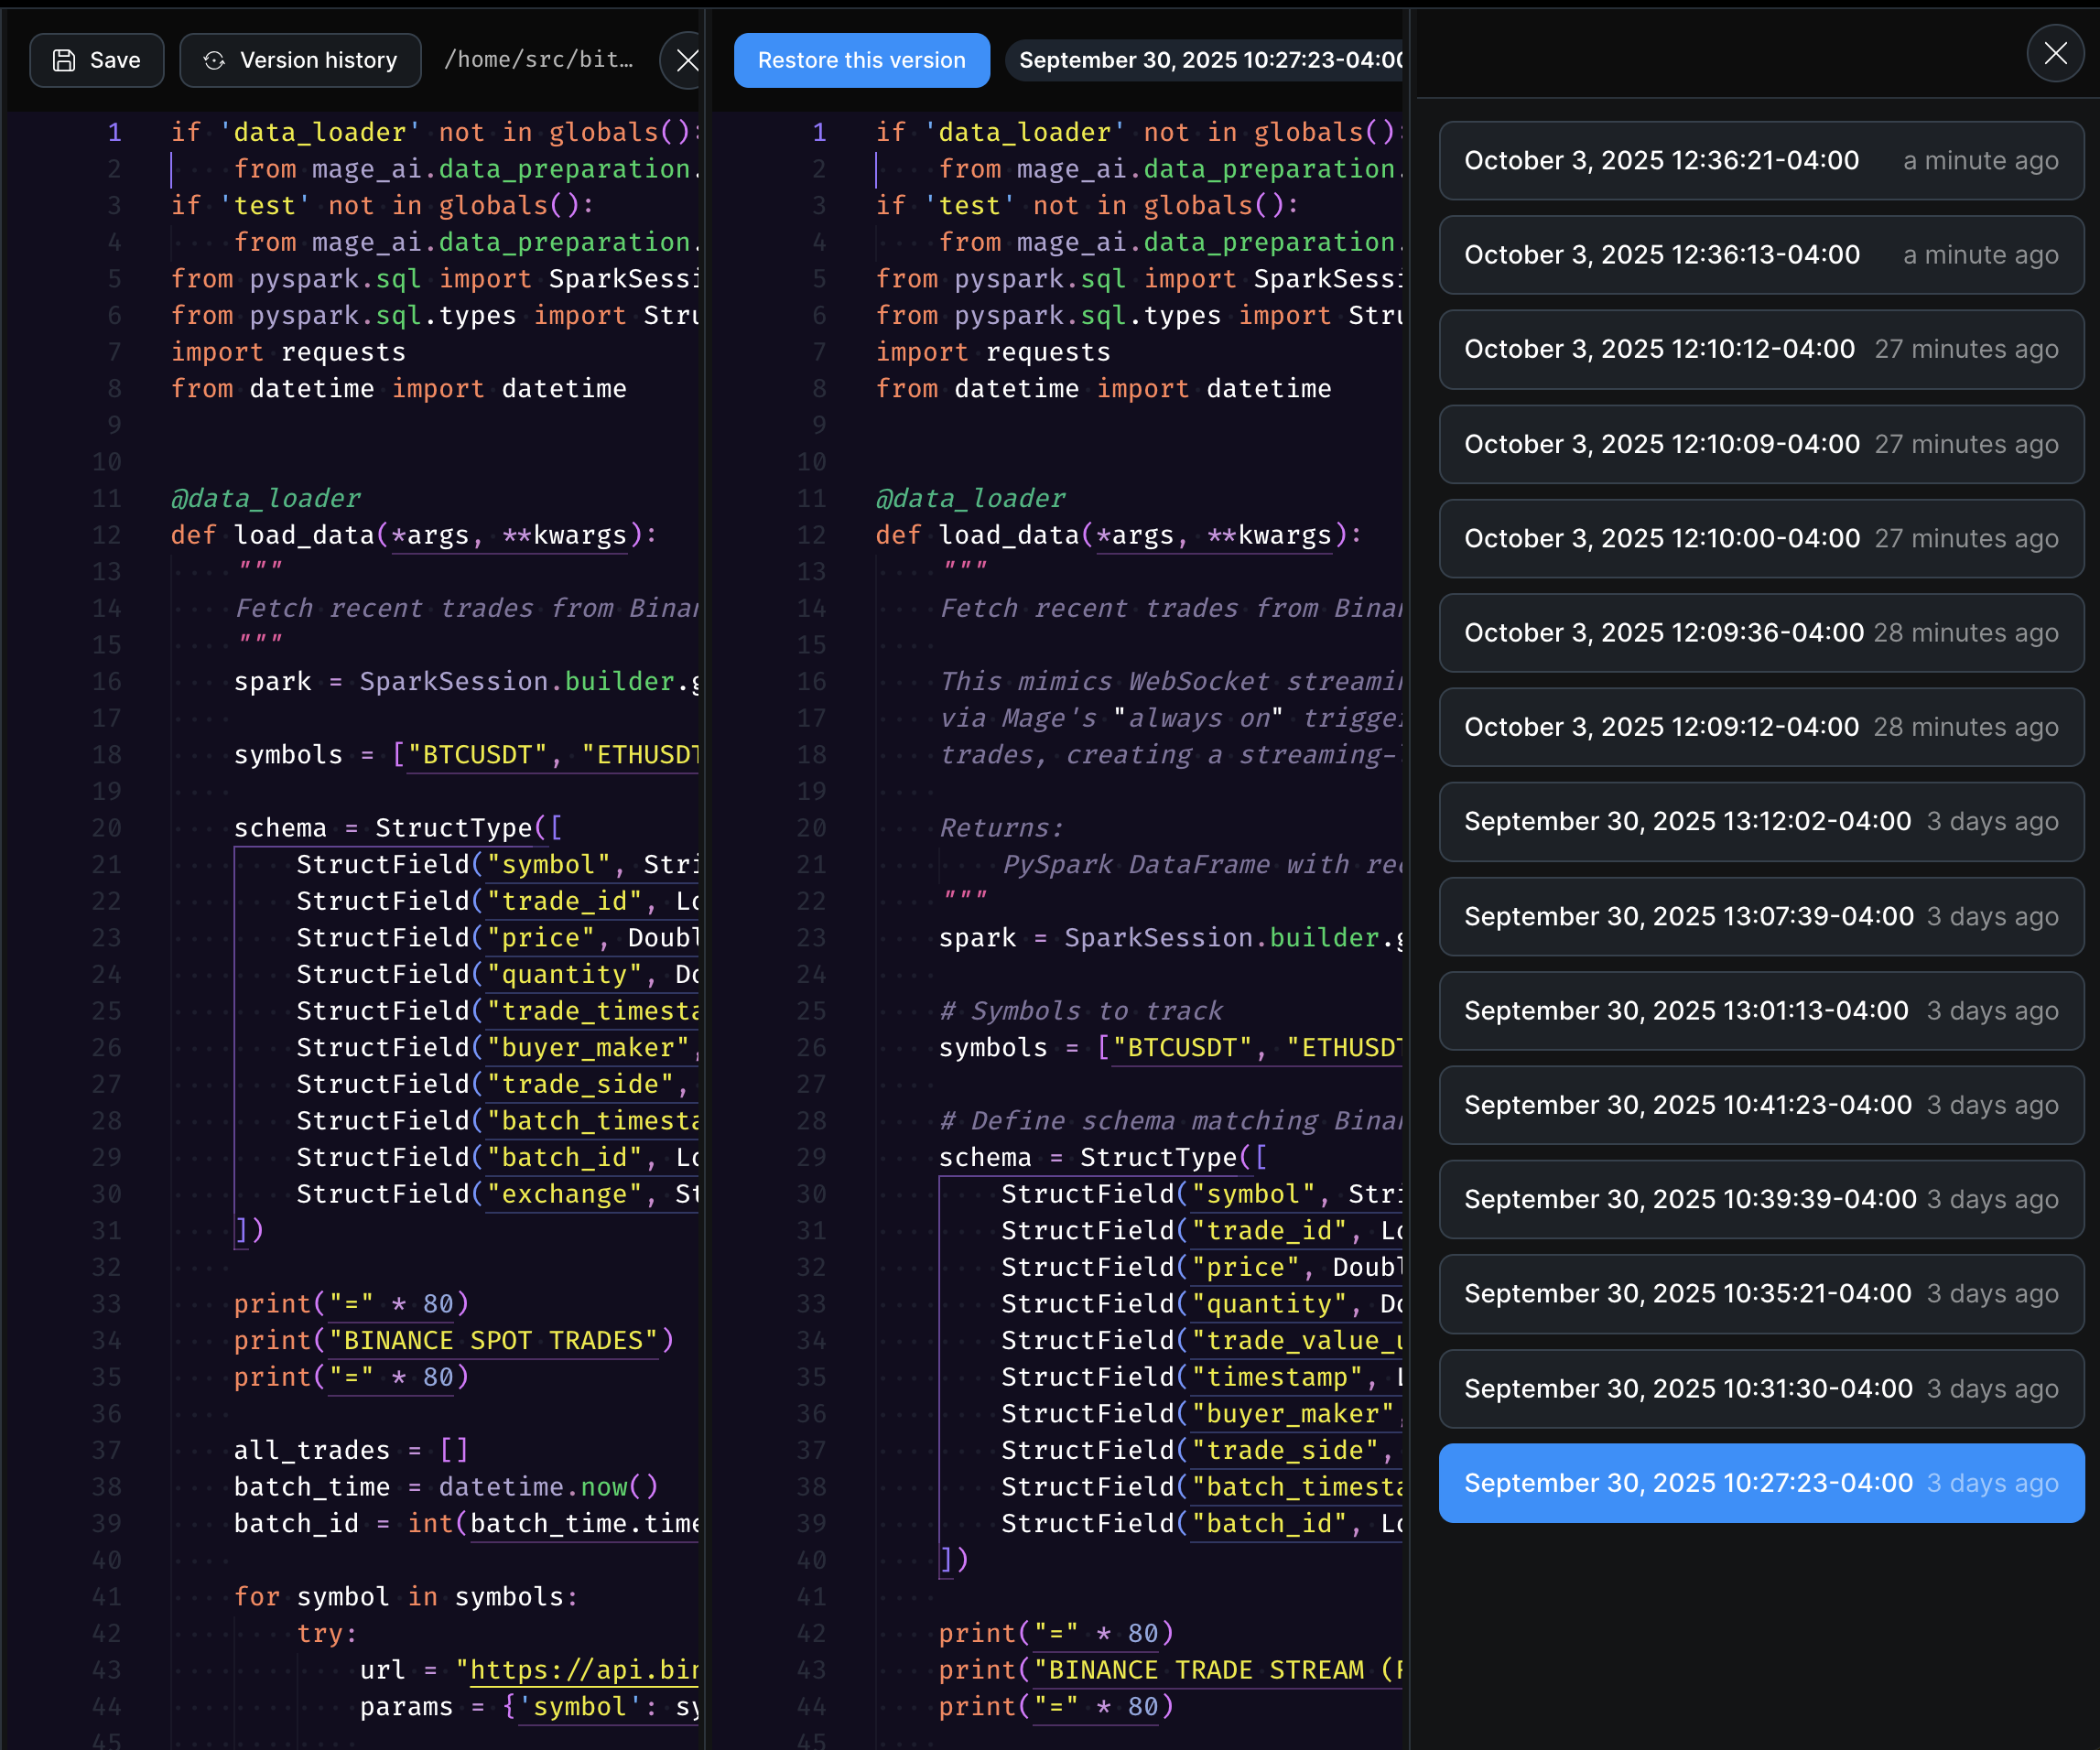 Save Version history /home/src/bit...
1 if 'data_loader' not in globals():
2 from mage_ai.data_preparation.
3 if 'test' not in globals():
4 from mage_ai.data_preparation.
5 from pyspark.sql import SparkSessi
6 from pyspark.sql.types import Stru
7 import requests
8 from datetime import datetime
9
10
11 @data_loader
12 def load_data(*args, **kwargs):
13 """
14 Fetch recent trades from Binan
15 """
16 spark = SparkSession.builder.g
17
18 symbols = ["BTCUSDT", "ETHUSDT
19
20 schema = StructType([
21 StructField("symbol", Stri
22 StructField("trade_id", Lo
23 StructField("price", Doubl
24 StructField("quantity", Do
25 StructField("trade_timesta
26 StructField("buyer_maker",
27 StructField("trade_side",
28 StructField("batch_timesta
29 StructField("batch_id", Lo
30 StructField("exchange", St
31 ])
32
33 print("=" * 80)
34 print("BINANCE SPOT TRADES")
35 print("=" * 80)
36
37 all_trades = []
38 batch_time = datetime.now()
39 batch_id = int(batch_time.time
40
41 for symbol in symbols:
42 try:
43 url = "https://api.bin
44 params = {'symbol': sy
45
Restore this version September 30, 2025 10:27:23-04:00
1 if 'data_loader' not in globals():
2 from mage_ai.data_preparation.
3 if 'test' not in globals():
4 from mage_ai.data_preparation.
5 from pyspark.sql import SparkSessi
6 from pyspark.sql.types import Stru
7 import requests
8 from datetime import datetime
9
10
11 @data_loader
12 def load_data(*args, **kwargs):
13 """
14 Fetch recent trades from Binan
15
16 This mimics WebSocket streamin
17 via Mage's "always on" trigge
18 trades, creating a streaming-
19
20 Returns:
21 PySpark DataFrame with rec
22 """
23 spark = SparkSession.builder.g
24
25 # Symbols to track
26 symbols = ["BTCUSDT", "ETHUSDT
27
28 # Define schema matching Binan
29 schema = StructType([
30 StructField("symbol", Stri
31 StructField("trade_id", Lo
32 StructField("price", Doubl
33 StructField("quantity", Do
34 StructField("trade_value_u
35 StructField("timestamp", L
36 StructField("buyer_maker",
37 StructField("trade_side",
38 StructField("batch_timesta
39 StructField("batch_id", Lo
40 ])
41
42 print("=" * 80)
43 print("BINANCE TRADE STREAM (
44 print("=" * 80)
45
October 3, 2025 12:36:21-04:00 a minute ago
October 3, 2025 12:36:13-04:00 a minute ago
October 3, 2025 12:10:12-04:00 27 minutes ago
October 3, 2025 12:10:09-04:00 27 minutes ago
October 3, 2025 12:10:00-04:00 27 minutes ago
October 3, 2025 12:09:36-04:00 28 minutes ago
October 3, 2025 12:09:12-04:00 28 minutes ago
September 30, 2025 13:12:02-04:00 3 days ago
September 30, 2025 13:07:39-04:00 3 days ago
September 30, 2025 13:01:13-04:00 3 days ago
September 30, 2025 10:41:23-04:00 3 days ago
September 30, 2025 10:39:39-04:00 3 days ago
September 30, 2025 10:35:21-04:00 3 days ago
September 30, 2025 10:31:30-04:00 3 days ago
September 30, 2025 10:27:23-04:00 3 days ago